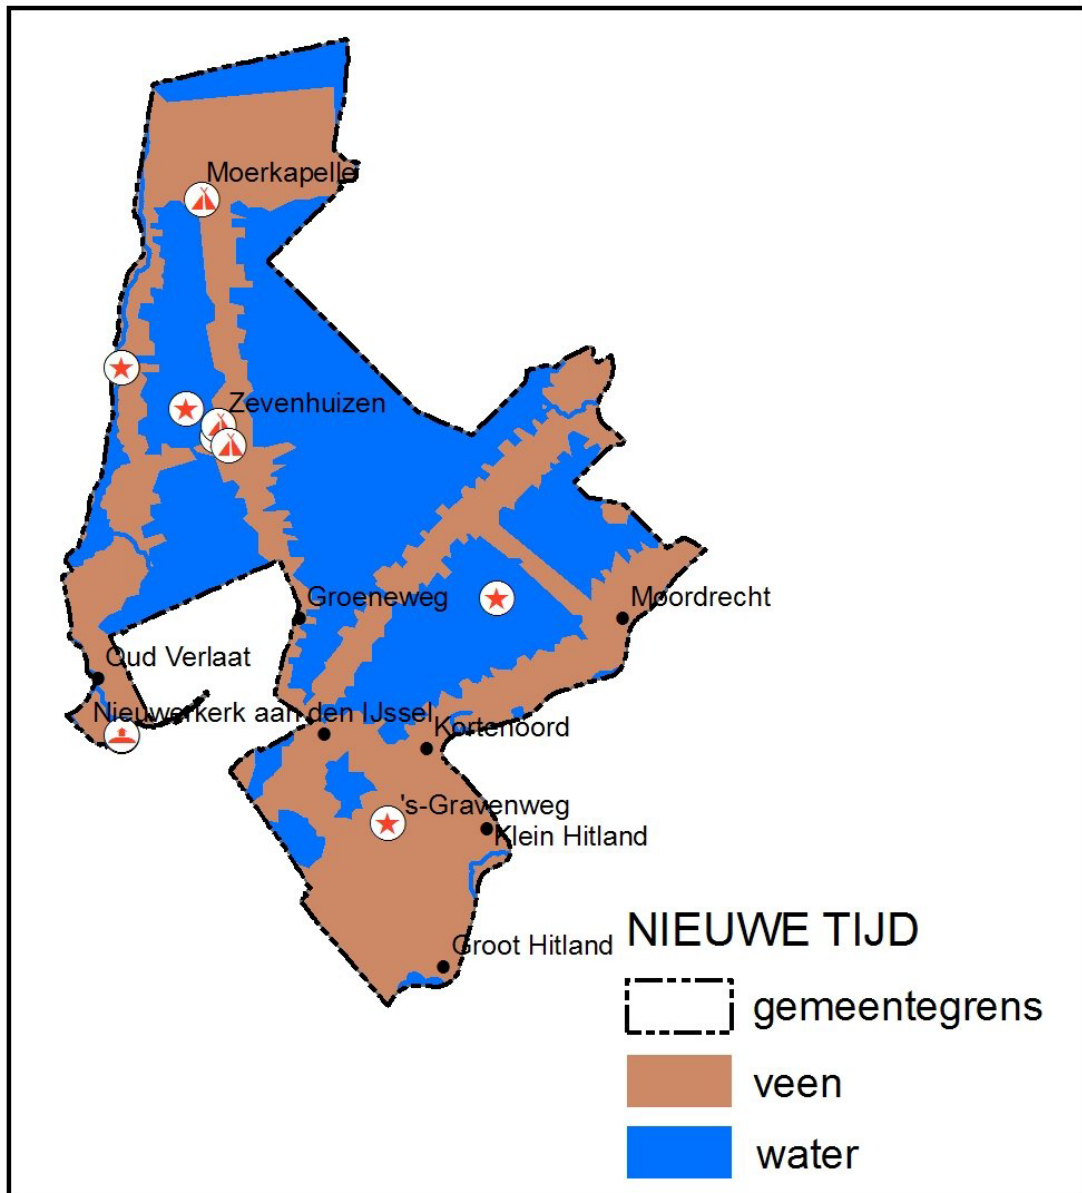 Moerkapelle
Zevenhuizen
Groeneweg
Moordrecht
Oud Verlaat
Nieuwerkerk aan den IJssel
Kortenoord
's-Gravenweg
Klein Hitland
Groot Hitland
NIEUWE TIJD
gemeentegrens
veen
water